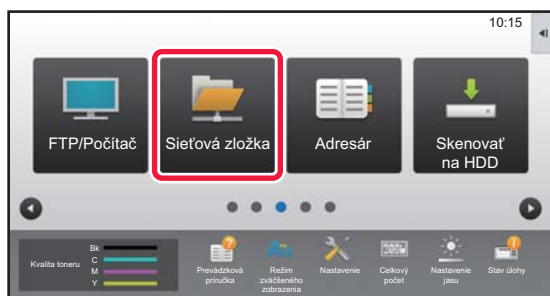 10:15
FTP/Počítač
Sieťová zložka
Adresár
Skenovať
na HDD
Kvalita toneru
Bk
C
M
Y
Prevádzková
príručka
Režim
zväčšeného
zobrazenia
Nastavenie
Celkový
počet
Nastavenie
jasu
Stav úlohy